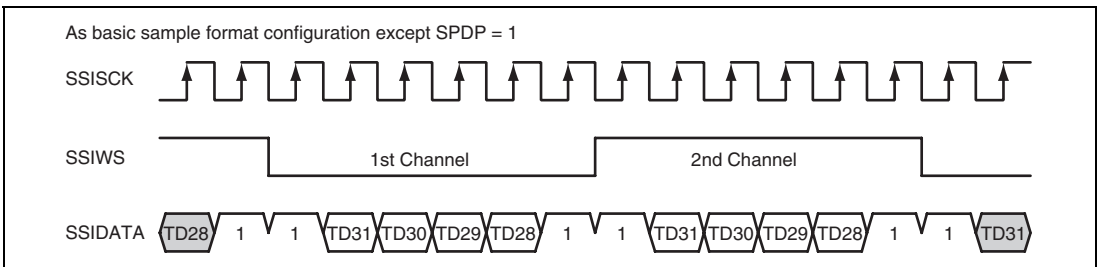 As basic sample format configuration except SPDP = 1
SSISCK
SSIWS 1st Channel 2nd Channel
SSIDATA TD28 1 1 TD31 TD30 TD29 TD28 1 1 TD31 TD30 TD29 TD28 1 1 TD31